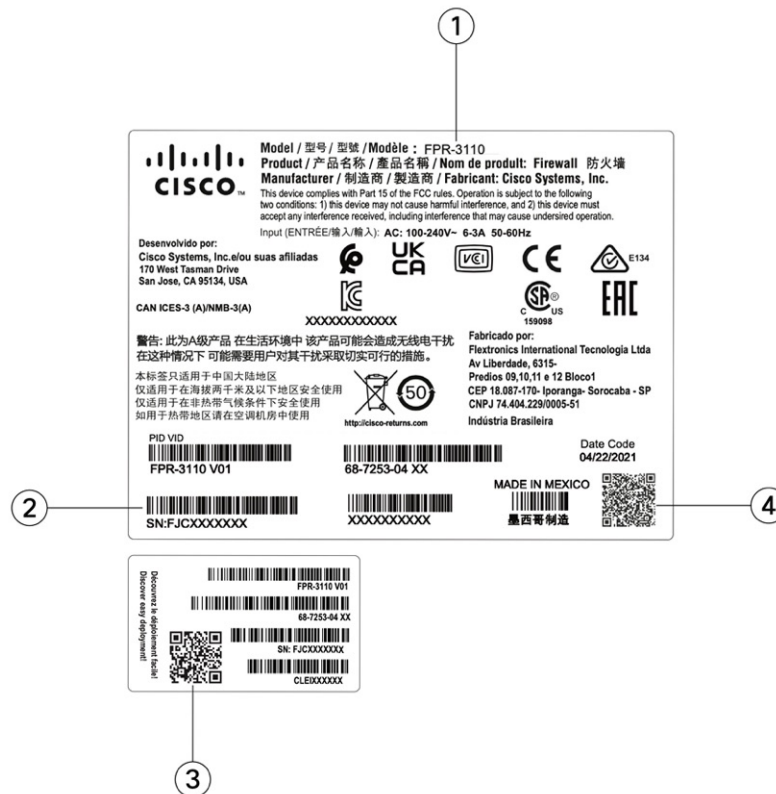 1
CISCO™
Model / 型号 / 型號 / Modèle : FPR-3110
Product / 产品名称 / 產品名稱 / Nom de produit: Firewall 防火墙
Manufacturer / 制造商 / 製造商 / Fabricant: Cisco Systems, Inc.
This device complies with Part 15 of the FCC rules. Operation is subject to the following
two conditions: 1) this device may not cause harmful interference, and 2) this device must
accept any interference received, including interference that may cause undersired operation.
Input (ENTRÉE/输入/輸入): AC: 100-240V~ 6-3A 50-60Hz
Desenvolvido por:
Cisco Systems, Inc.e/ou suas afiliadas
170 West Tasman Drive
San Jose, CA 95134, USA
CAN ICES-3 (A)/NMB-3(A)
UK
CA
VCI
CE
E134
KC
XXXXXXXXXXXX
C SA ® US
159098
EAC
警告: 此为A级产品 在生活环境中 该产品可能会造成无线电干扰
在这种情况下 可能需要用户对其干扰采取切实可行的措施。
本标签只适用于中国大陆地区
仅适用于在海拔两千米及以下地区安全使用
仅适用于在非热带气候条件下安全使用
如用于热带地区请在空调机房中使用
50
http://cisco-returns.com
Fabricado por:
Flextronics International Tecnologia Ltda
Av Liberdade, 6315-
Predios 09,10,11 e 12 Bloco1
CEP 18.087-170- Iporanga- Sorocaba - SP
CNPJ 74.404.229/0005-51
Indústria Brasileira
PID VID
FPR-3110 V01
68-7253-04 XX
Date Code
04/22/2021
2
SN:FJCXXXXXXX
XXXXXXXXXX
MADE IN MEXICO
墨西哥制造
4
Découvrez le déploiement facile!
Discover easy deployment!
FPR-3110 V01
68-7253-04 XX
SN: FJCXXXXXXX
CLEIXXXXXX
3